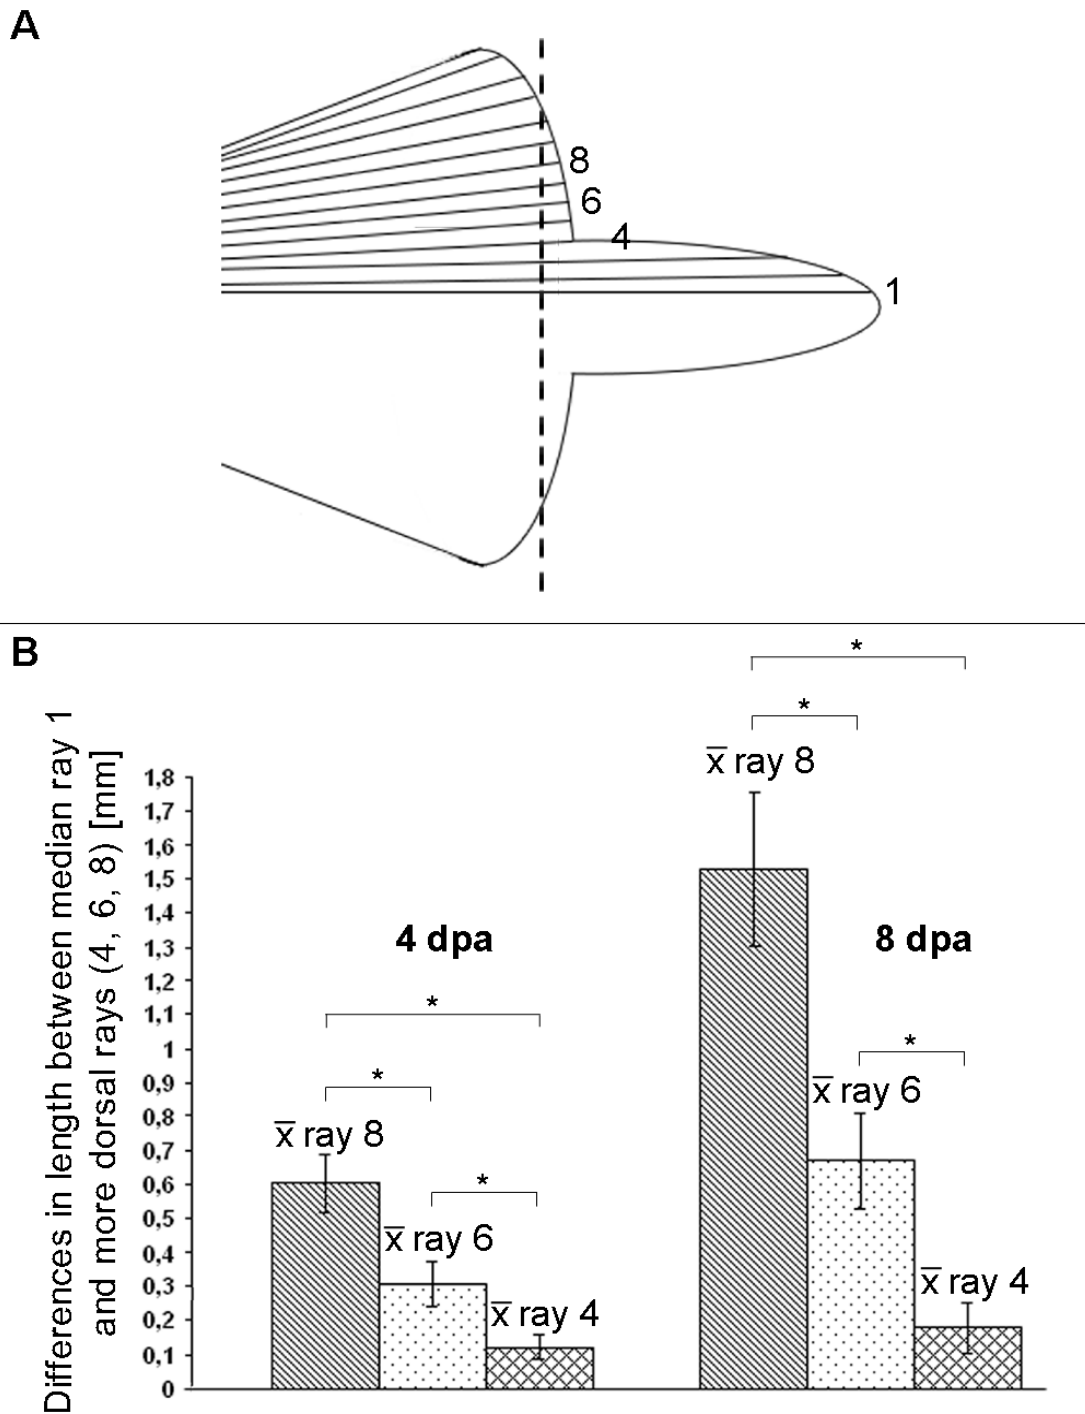 A
8
6
4
1
B
Differences in length between median ray 1
and more dorsal rays (4, 6, 8) [mm]
1,8
1,7
1,6
1,5
1,4
1,3
1,2
1,1
1
0,9
0,8
0,7
0,6
0,5
0,4
0,3
0,2
0,1
0
4 dpa
*
*
x̅ ray 8
*
x̅ ray 6
x̅ ray 4
*
*
x̅ ray 8
8 dpa
*
x̅ ray 6
x̅ ray 4